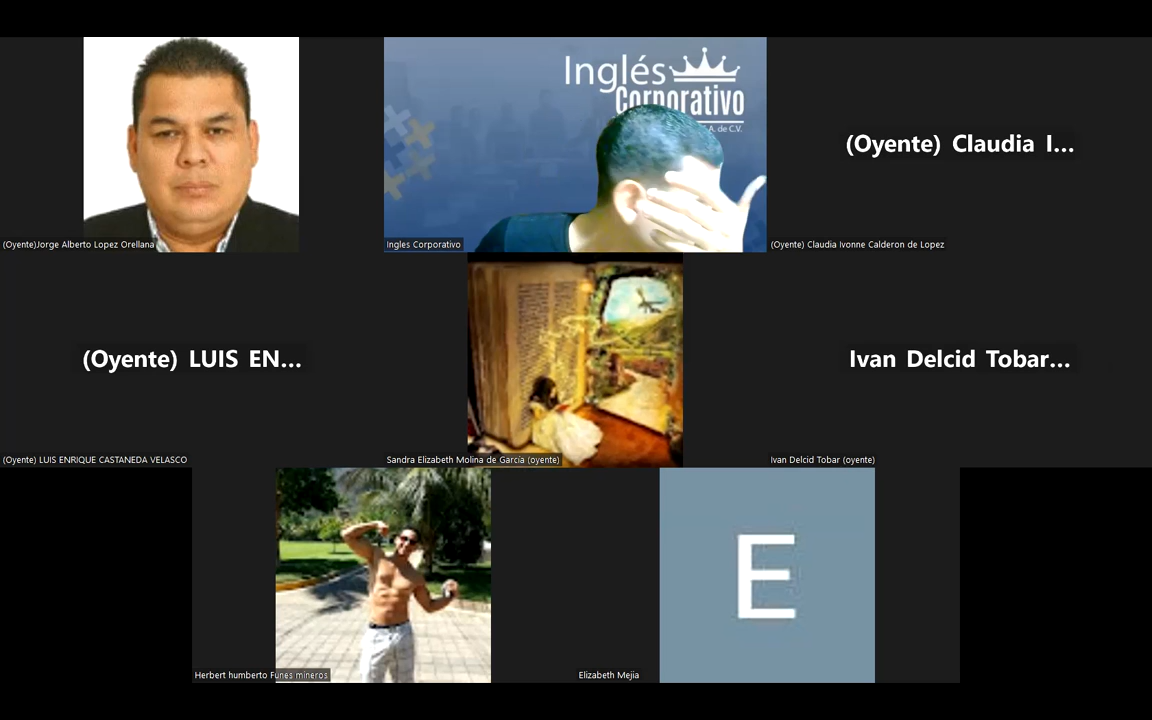 Inglés
Corporativo
.A. de C.V.
(Oyente) Claudia I...
(Oyente)Jorge Alberto Lopez Orellana
Ingles Corporativo
(Oyente) Claudia Ivonne Calderon de Lopez
(Oyente) LUIS EN...
Ivan Delcid Tobar...
(Oyente) LUIS ENRIQUE CASTANEDA VELASCO
Sandra Elizabeth Molina de García (oyente)
Ivan Delcid Tobar (oyente)
E
Herbert humberto Funes mineros
Elizabeth Mejia